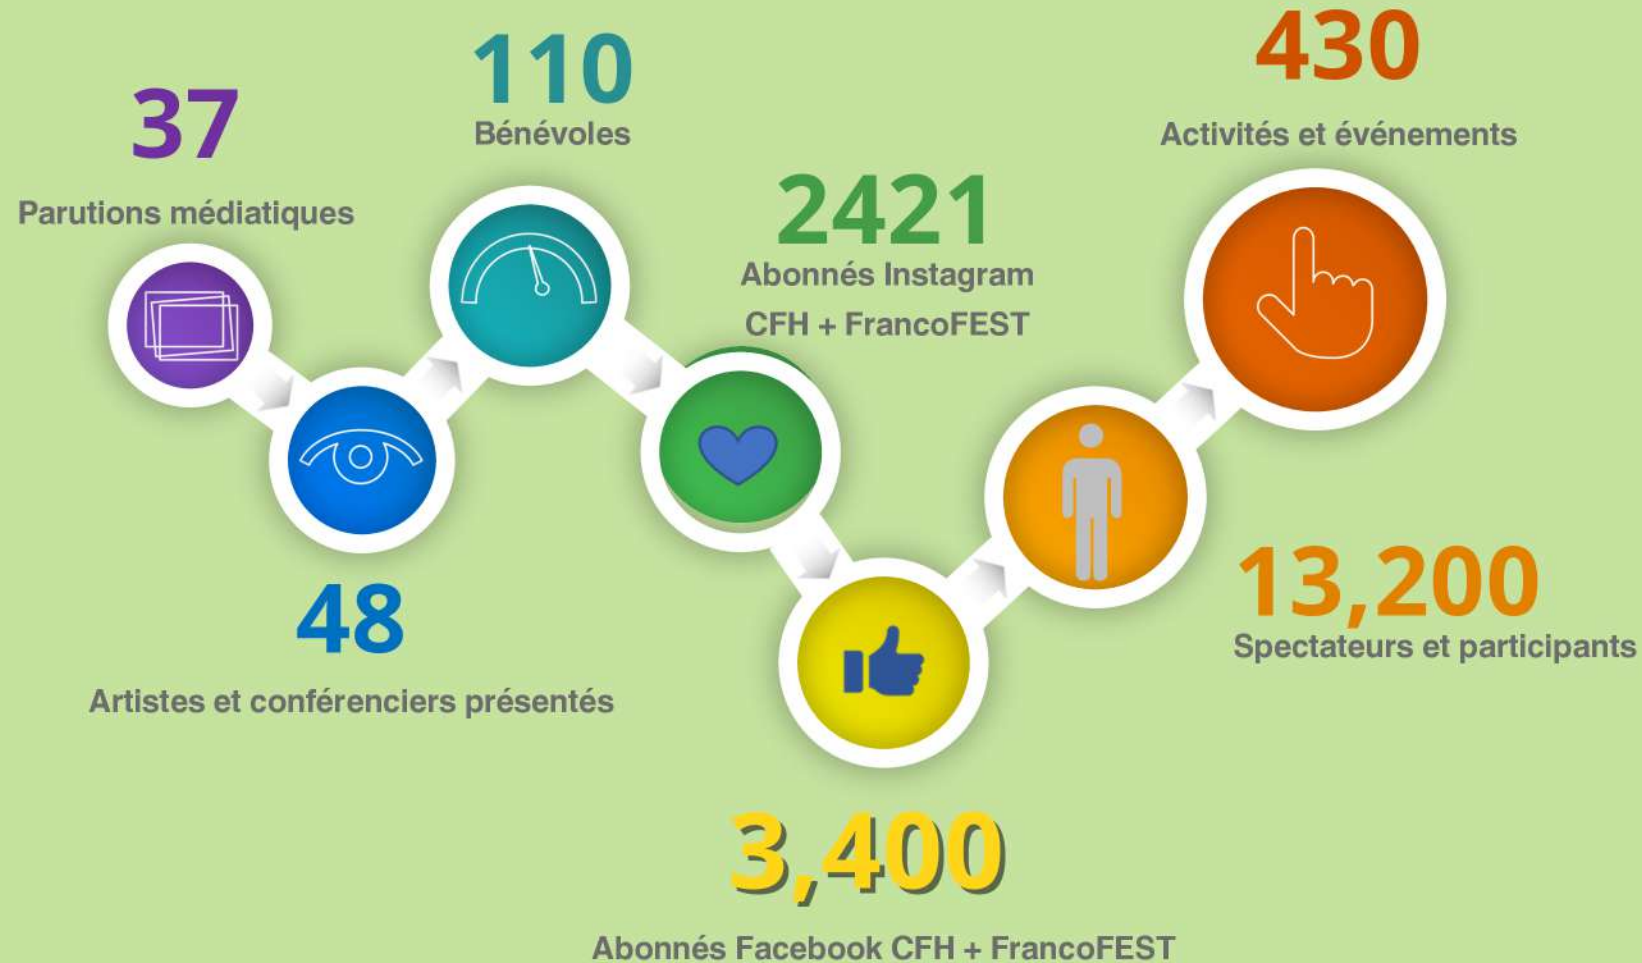 37
Parutions médiatiques
48
Artistes et conférenciers présentés
110
Bénévoles
2421
Abonnés Instagram
CFH + FrancoFEST
3,400
Abonnés Facebook CFH + FrancoFEST
13,200
Spectateurs et participants
430
Activités et événements